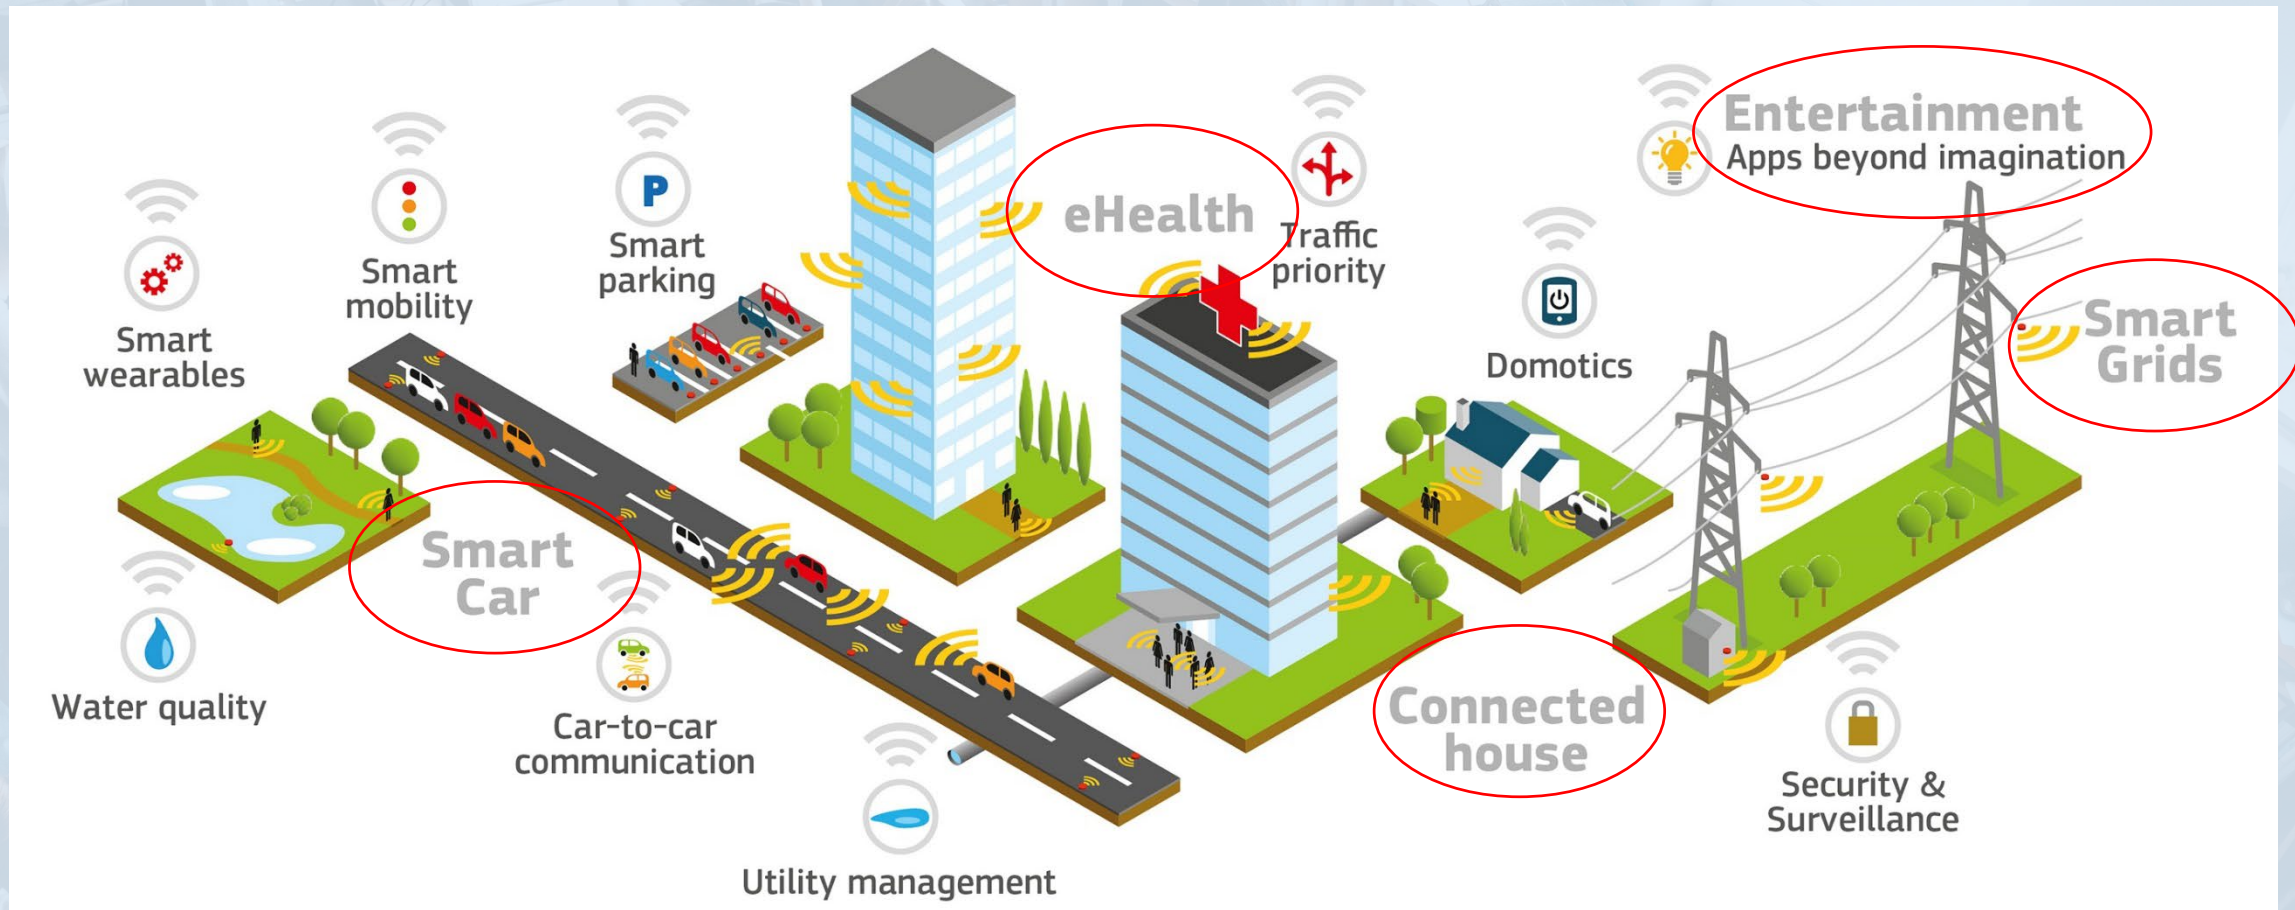 Entertainment
Apps beyond imagination
P
eHealth
Smart
mobility
Smart
parking
Traffic
priority
Smart
wearables
Domotics
Smart
Grids
Smart
Car
Water quality
Car-to-car
communication
Connected
house
Security &
Surveillance
Utility management